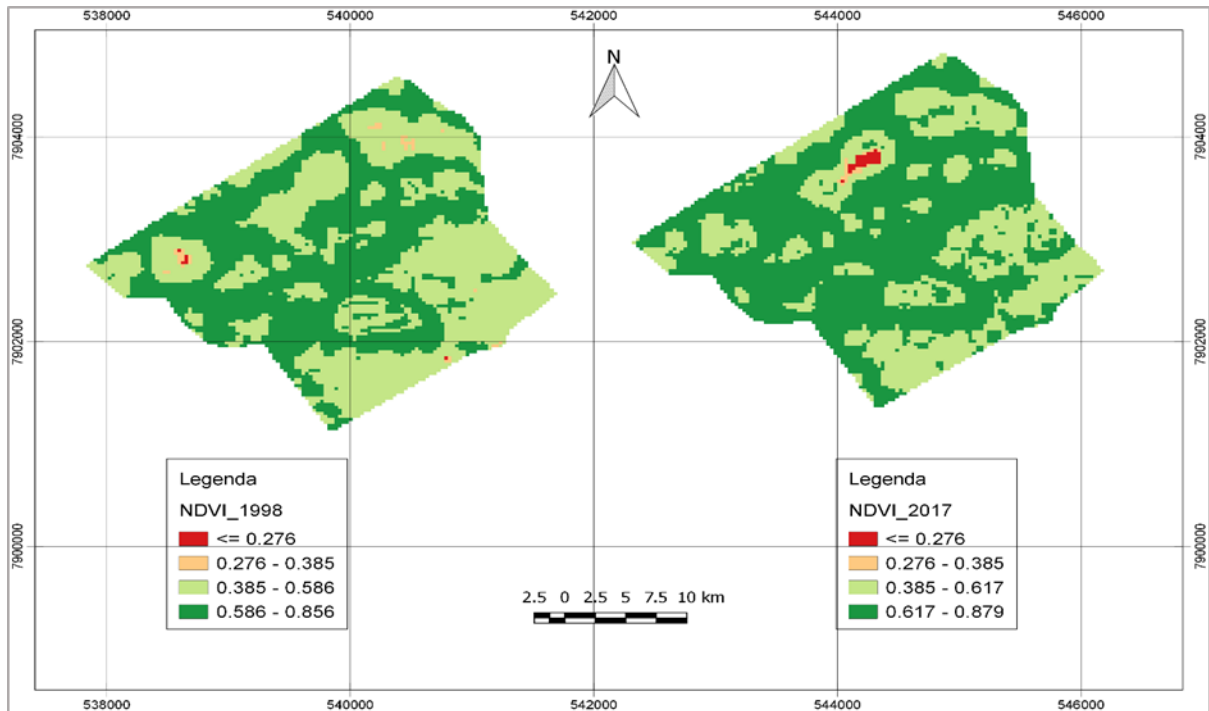 538000 540000 542000 544000 546000
N
7904000 7904000
7902000 7902000
Legenda Legenda
NDVI_1998 NDVI_2017
<= 0.276 <= 0.276
0.276 - 0.385 0.276 - 0.385
0.385 - 0.586 0.385 - 0.617
0.586 - 0.856 0.617 - 0.879
7900000 7900000
2.5 0 2.5 5 7.5 10 km
538000 540000 542000 544000 546000